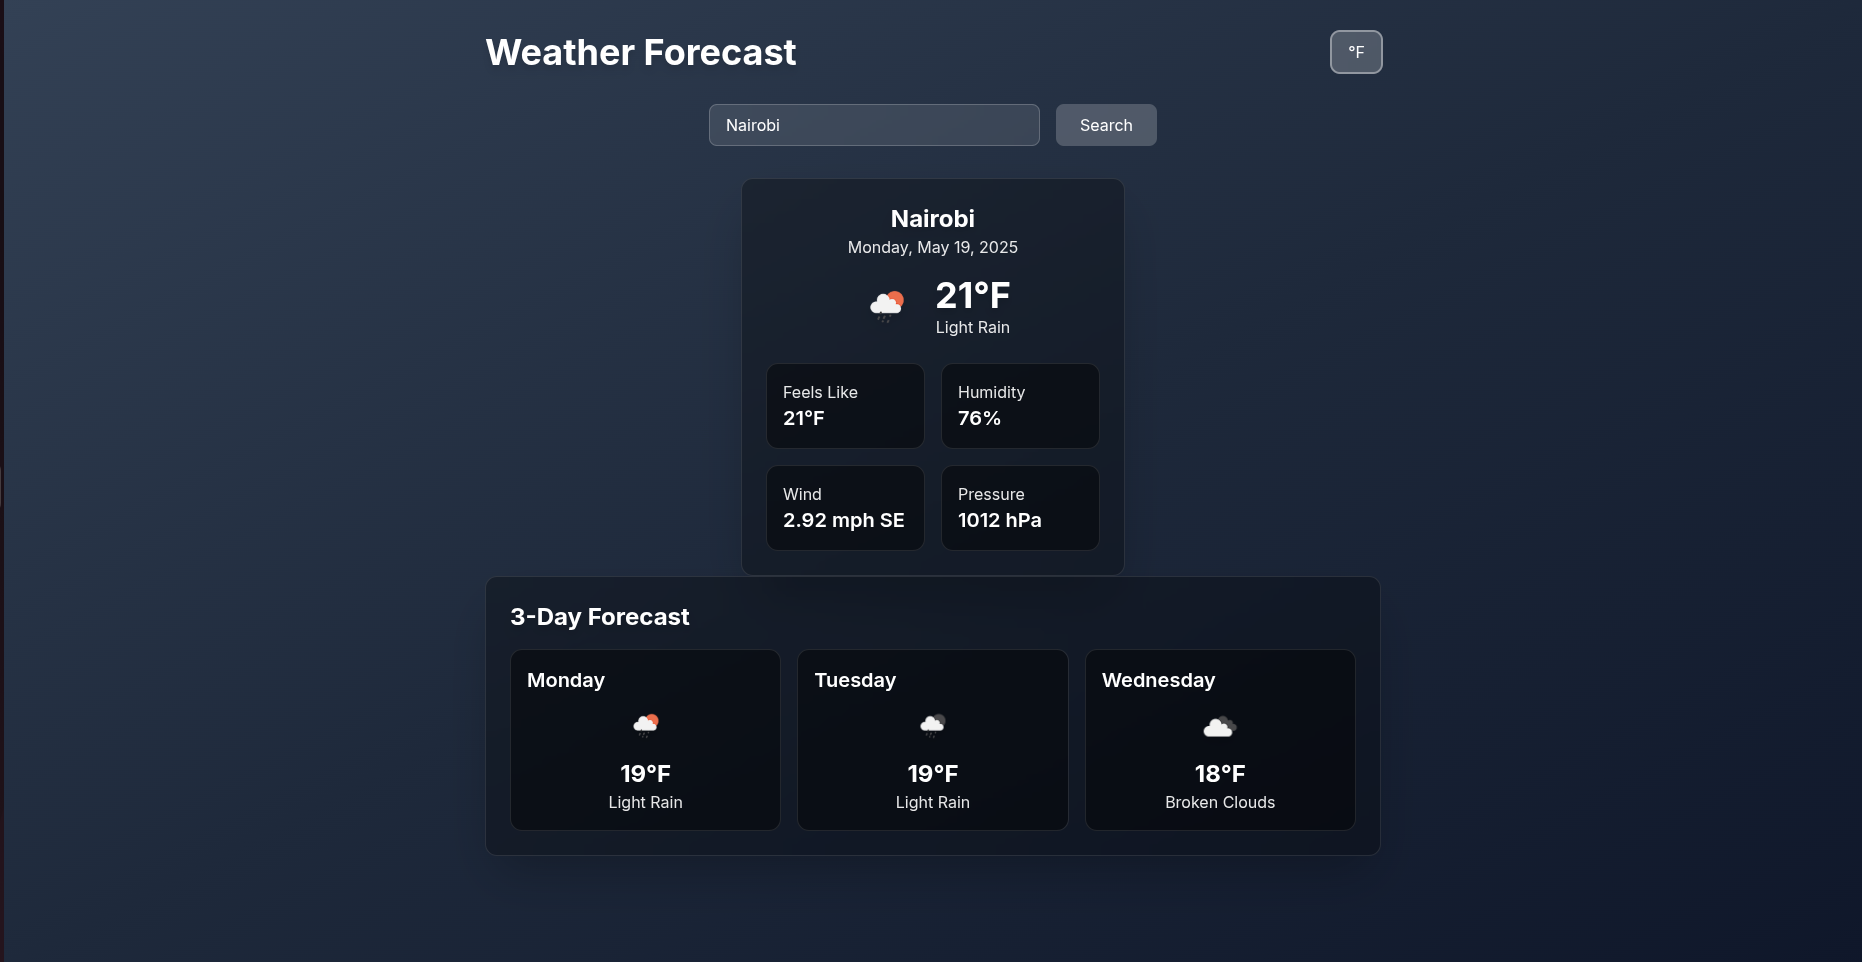 Weather Forecast
°F
Nairobi
Search
Nairobi
Monday, May 19, 2025
21°F
Light Rain
Feels Like
21°F
Humidity
76%
Wind
2.92 mph SE
Pressure
1012 hPa
3-Day Forecast
Monday
19°F
Light Rain
Tuesday
19°F
Light Rain
Wednesday
18°F
Broken Clouds